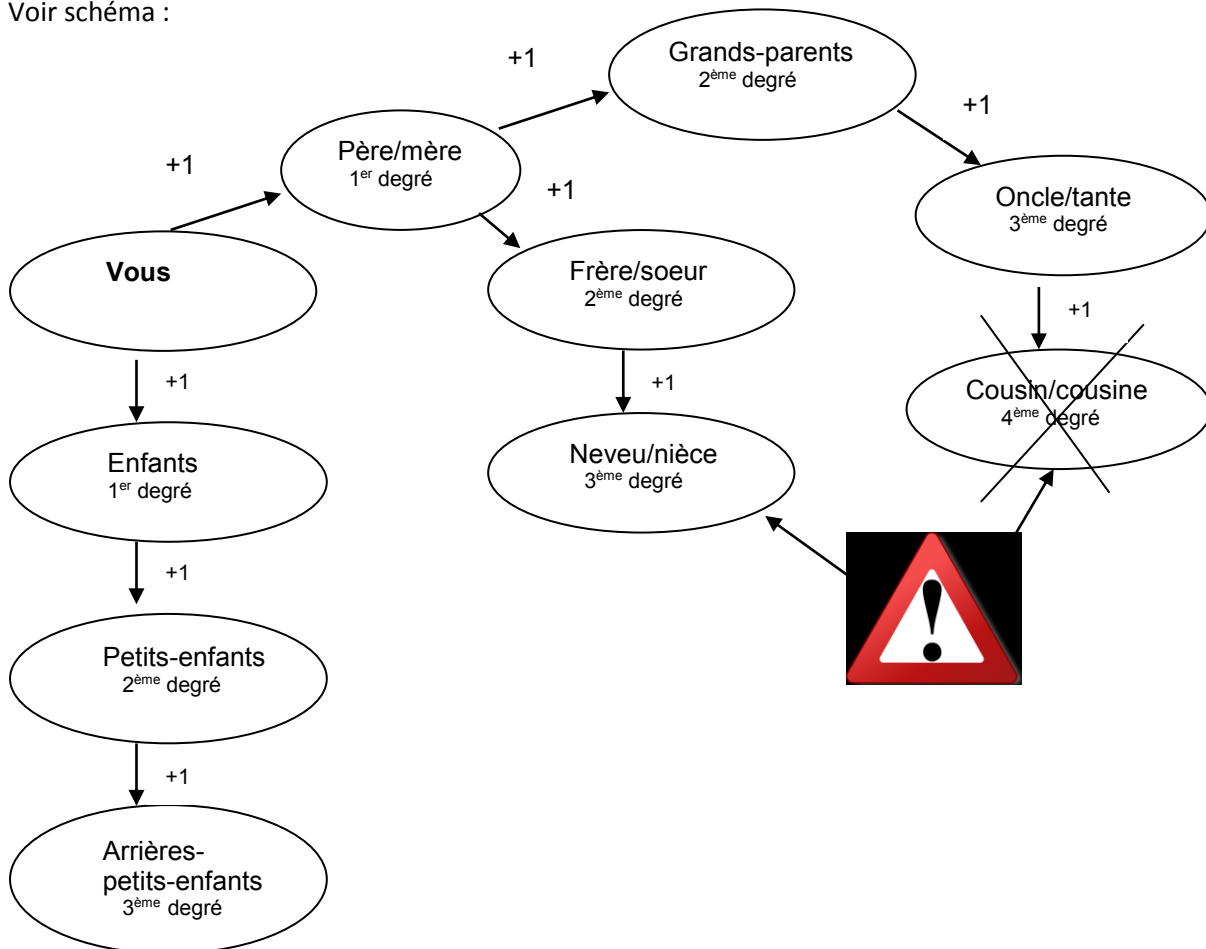 Voir schéma :
Grands-parents
2ème degré
+1
+1
Père/mère
1er degré
+1
+1
Oncle/tante
3ème degré
Vous
Frère/soeur
2ème degré
+1
+1
+1
Cousin/cousine
4ème degré
Enfants
1er degré
Neveu/nièce
3ème degré
+1
Petits-enfants
2ème degré
+1
Arrières-
petits-enfants
3ème degré
!